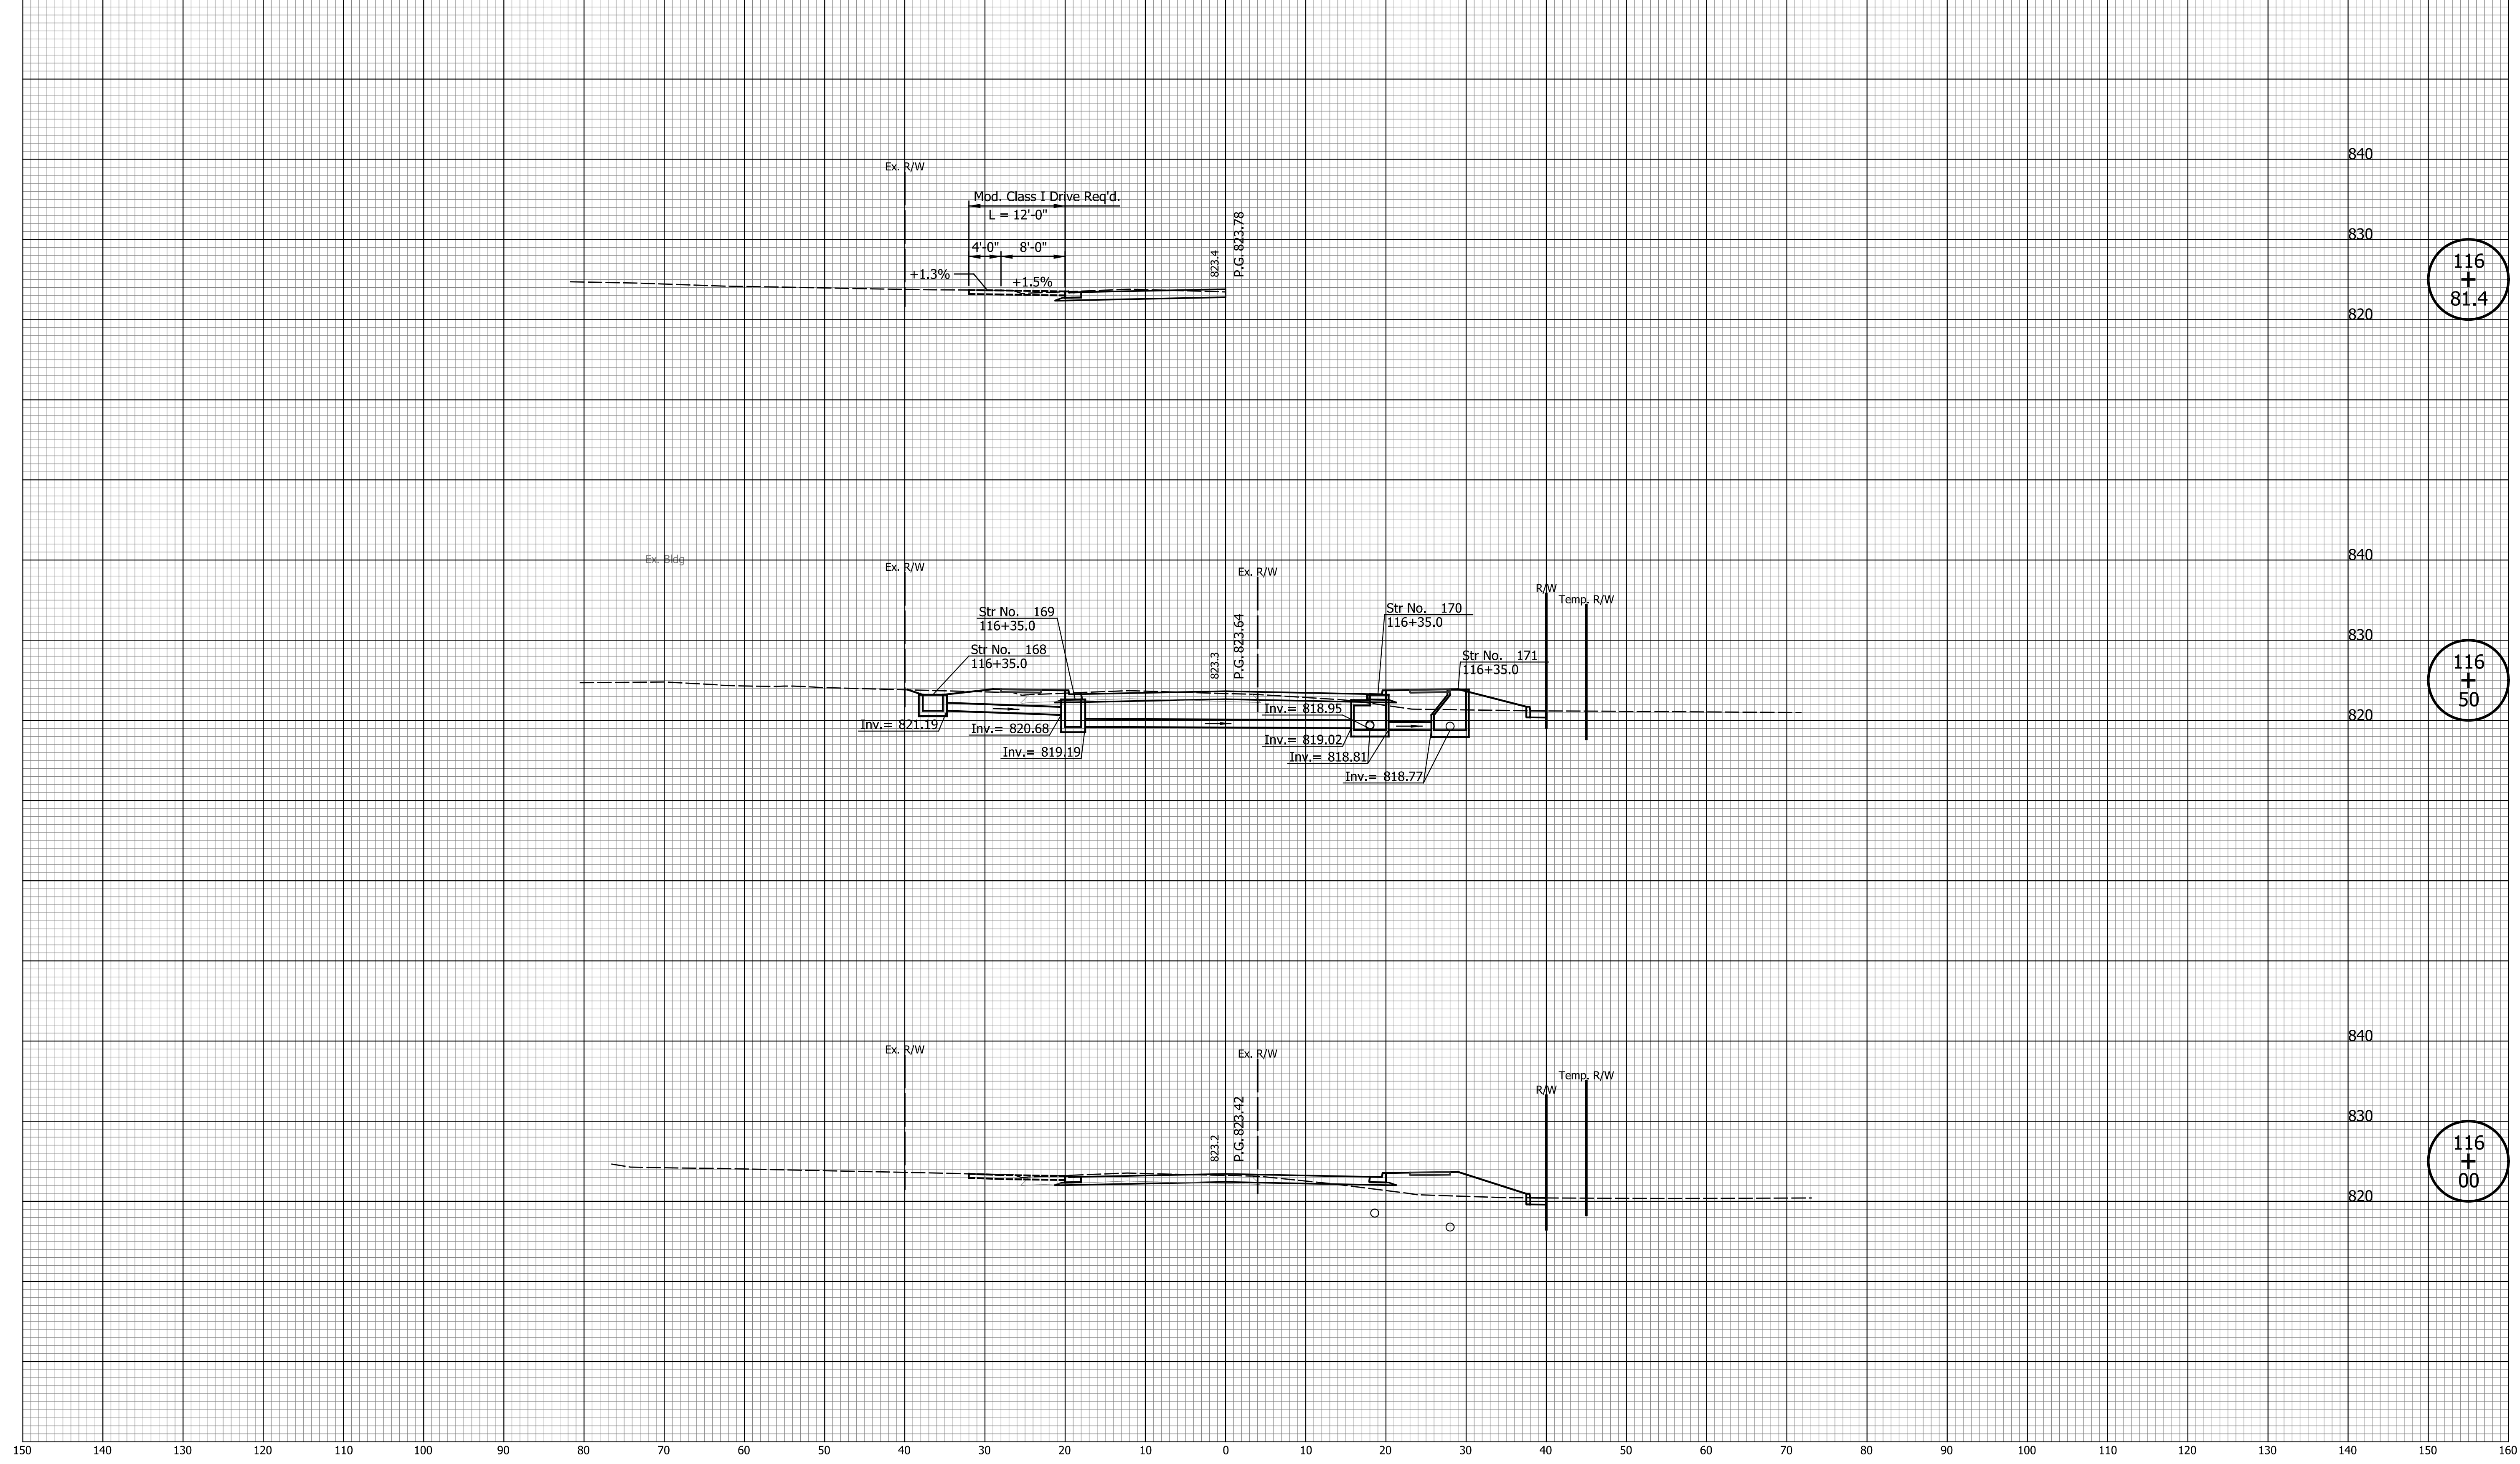 840
Ex. R/W
Mod. Class I Drive Req'd.
L = 12'-0"
4'-0" 8'-0"
+1.3%
+1.5%
823.4
P.G. 823.78
830
116
+
81.4
820
840
Ex. Bldg
Ex. R/W
Ex. R/W
R/W
Temp. R/W
Str No. 169
116+35.0
Str No. 168
116+35.0
823.3
P.G. 823.64
Str No. 170
116+35.0
Str No. 171
116+35.0
830
116
+
50
820
Inv.= 821.19
Inv.= 820.68
Inv.= 819.19
Inv.= 818.95
Inv.= 819.02
Inv.= 818.81
Inv.= 818.77
840
Ex. R/W
Ex. R/W
R/W
Temp. R/W
823.2
P.G. 823.42
830
116
+
00
820
150 140 130 120 110 100 90 80 70 60 50 40 30 20 10 0 10 20 30 40 50 60 70 80 90 100 110 120 130 140 150 160